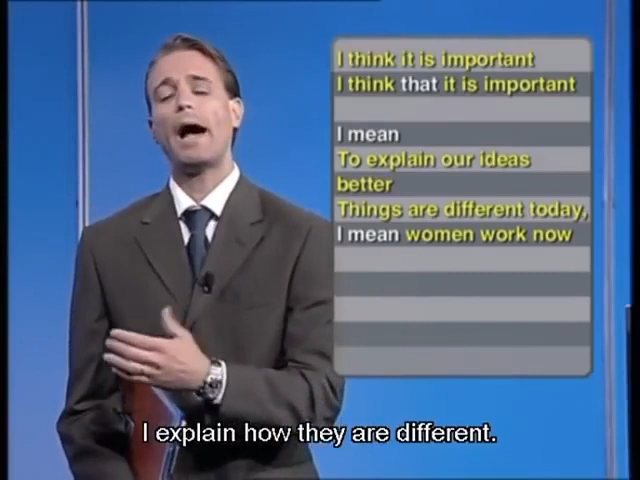 I think it is important
I think that it is important
I mean
To explain our ideas
better
Things are different today,
I mean women work now
I explain how they are different.